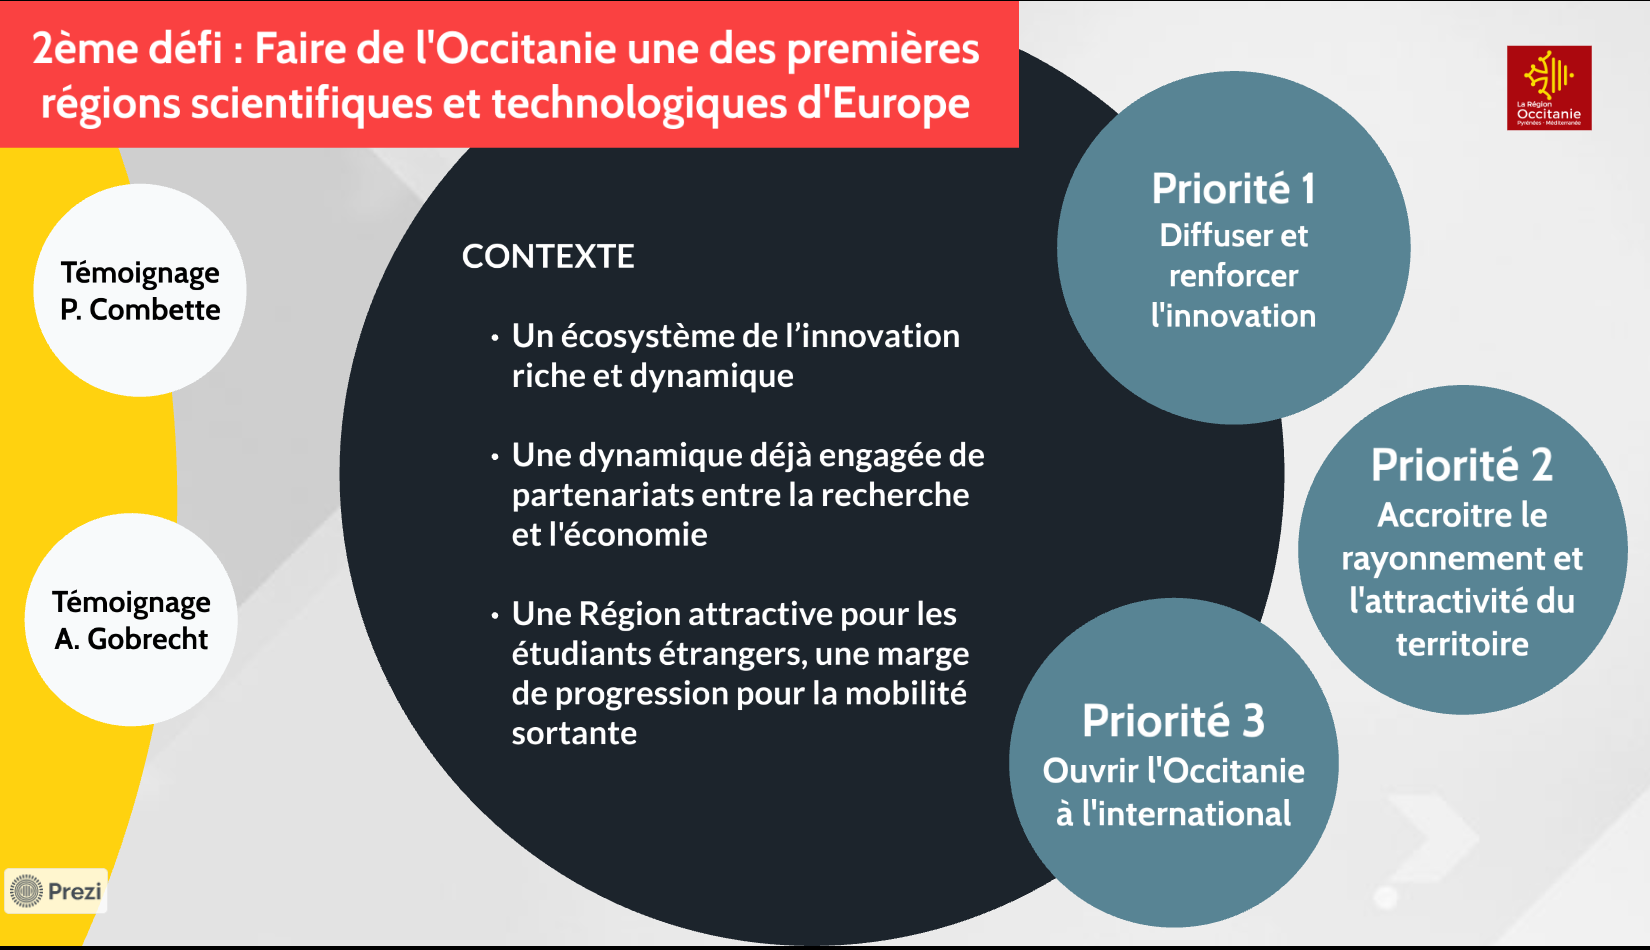 2ème défi : Faire de l'Occitanie une des premières
régions scientifiques et technologiques d'Europe
La Région
Occitanie
Pyrénées - Méditerranée
Témoignage
P. Combette
Témoignage
A. Gobrecht
CONTEXTE
• Un écosystème de l’innovation
riche et dynamique
• Une dynamique déjà engagée de
partenariats entre la recherche
et l'économie
• Une Région attractive pour les
étudiants étrangers, une marge
de progression pour la mobilité
sortante
Priorité 1
Diffuser et
renforcer
l'innovation
Priorité 2
Accroitre le
rayonnement et
l'attractivité du
territoire
Priorité 3
Ouvrir l'Occitanie
à l'international
Prezi